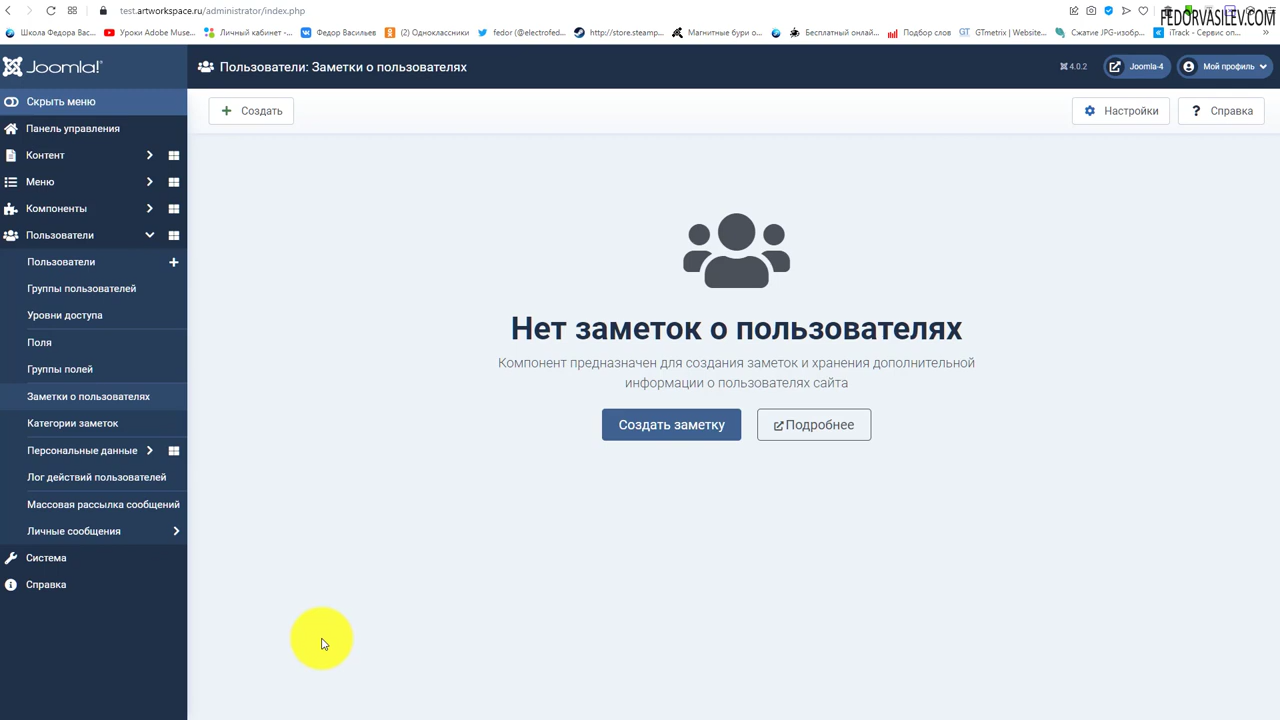 test.artworkspace.ru/administrator/index.php
FEDORVASILEV.COM
Школа Федора Вас...
Уроки Adobe Muse...
Личный кабинет -...
Федор Васильев
(2) Одноклассники
fedor (@electrofed...
http://store.steamp...
Магнитные бури о...
Бесплатный онлай...
Подбор слов
GTmetrix | Website...
Сжатие JPG-изобр...
iTrack - Сервис оп...
Joomla!
Пользователи: Заметки о пользователях
4.0.2
Joomla-4
Мой профиль
Скрыть меню
Создать
Настройки
? Справка
Панель управления
Контент
Меню
Компоненты
Пользователи
Пользователи
Группы пользователей
Уровни доступа
Поля
Группы полей
Заметки о пользователях
Категории заметок
Персональные данные
Лог действий пользователей
Массовая рассылка сообщений
Личные сообщения
Система
Справка
Нет заметок о пользователях
Компонент предназначен для создания заметок и хранения дополнительной
информации о пользователях сайта
Создать заметку
Подробнее